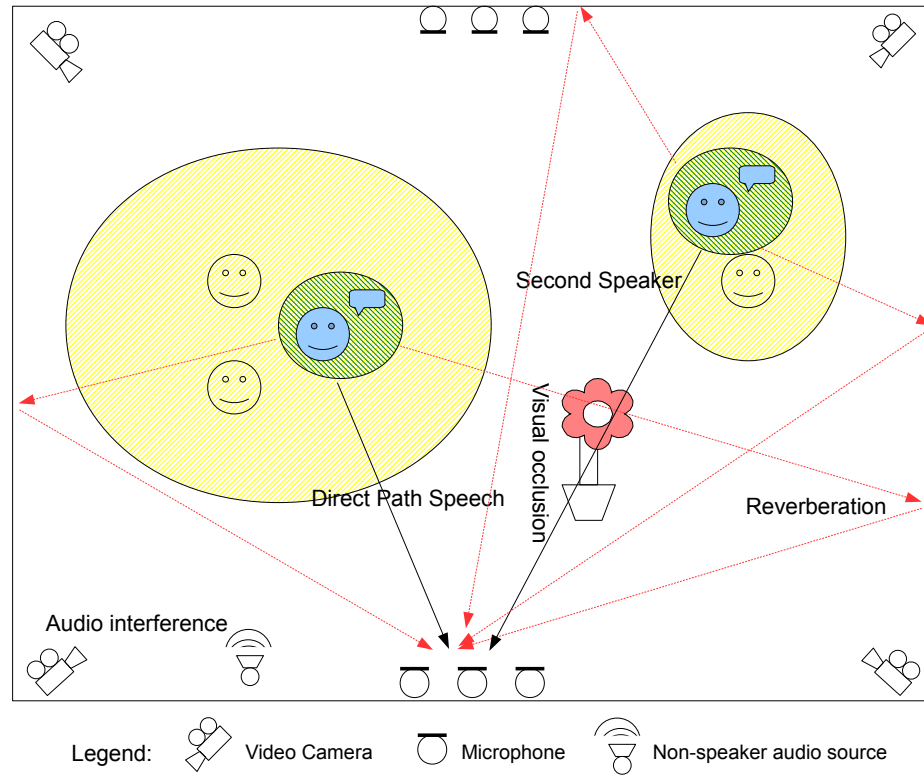 Second Speaker
Visual occlusion
Direct Path Speech
Reverberation
Audio interference
Legend:
Video Camera
Microphone
Non-speaker audio source